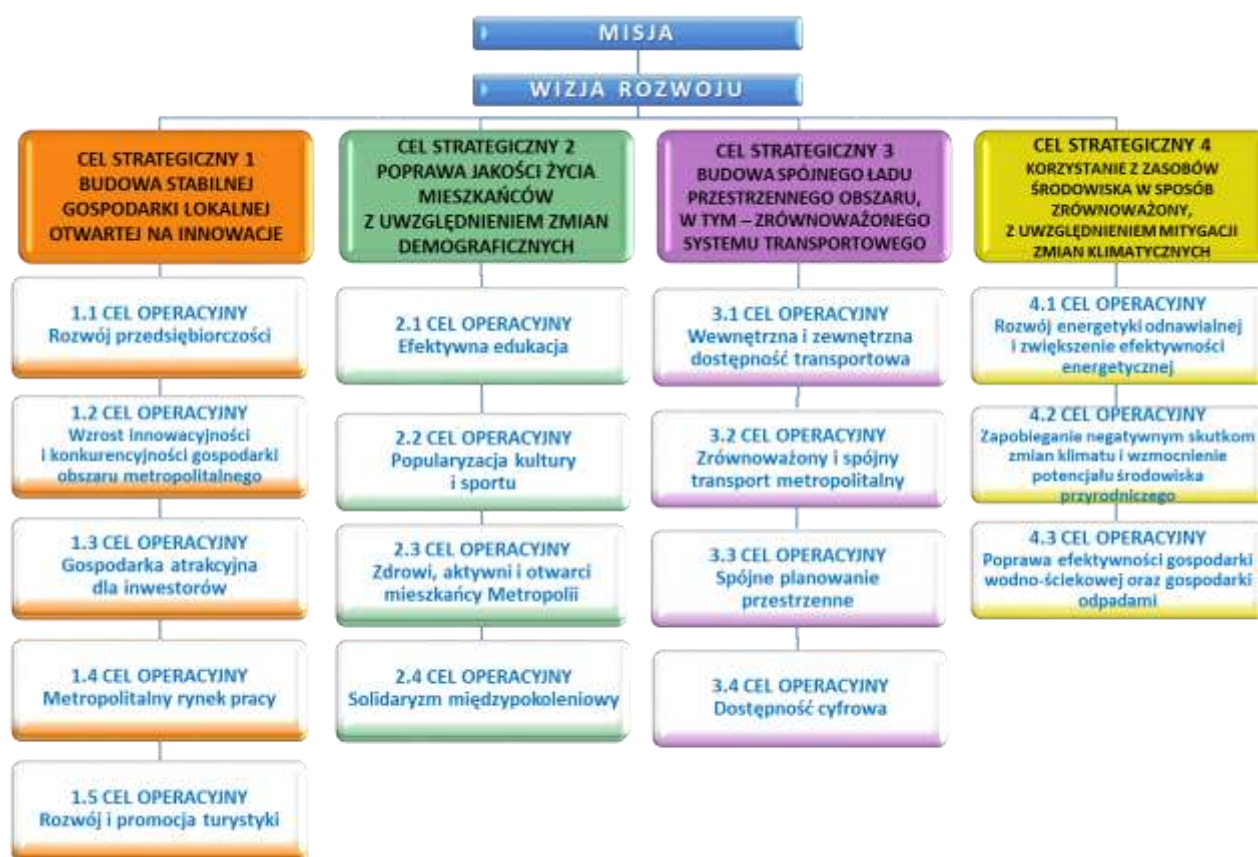 MISJA
WIZJA ROZWOJU
CEL STRATEGICZNY 1
BUDOWA STABILNEJ
GOSPODARKI LOKALNEJ
OTWARTEJ NA INNOWACJE
1.1 CEL OPERACYJNY
Rozwój przedsiębiorczości
1.2 CEL OPERACYJNY
Wzrost innowacyjności
i konkurencyjności gospodarki
obszaru metropolitalnego
1.3 CEL OPERACYJNY
Gospodarka atrakcyjna
dla inwestorów
1.4 CEL OPERACYJNY
Metropolitalny rynek pracy
1.5 CEL OPERACYJNY
Rozwój i promocja turystyki
CEL STRATEGICZNY 2
POPRAWA JAKOŚCI ŻYCIA
MIESZKAŃCÓW
Z UWZGLĘDNIENIEM ZMIAN
DEMOGRAFICZNYCH
2.1 CEL OPERACYJNY
Efektywna edukacja
2.2 CEL OPERACYJNY
Popularyzacja kultury
i sportu
2.3 CEL OPERACYJNY
Zdrowi, aktywni i otwarci
mieszkańcy Metropolii
2.4 CEL OPERACYJNY
Solidaryzm międzypokoleniowy
CEL STRATEGICZNY 3
BUDOWA SPÓJNEGO ŁADU
PRZESTRZENNEGO OBSZARU,
W TYM – ZRÓWNOWAŻONEGO
SYSTEMU TRANSPORTOWEGO
3.1 CEL OPERACYJNY
Wewnętrzna i zewnętrzna
dostępność transportowa
3.2 CEL OPERACYJNY
Zrównoważony i spójny
transport metropolitalny
3.3 CEL OPERACYJNY
Spójne planowanie
przestrzenne
3.4 CEL OPERACYJNY
Dostępność cyfrowa
CEL STRATEGICZNY 4
KORZYSTANIE Z ZASOBÓW
ŚRODOWISKA W SPOSÓB
ZRÓWNOWAŻONY,
Z UWZGLĘDNIENIEM MITYGACJI
ZMIAN KLIMATYCZNYCH
4.1 CEL OPERACYJNY
Rozwój energetyki odnawialnej
i zwiększenie efektywności
energetycznej
4.2 CEL OPERACYJNY
Zapobieganie negatywnym skutkom
zmian klimatu i wzmocnienie
potencjału środowiska
przyrodniczego
4.3 CEL OPERACYJNY
Poprawa efektywności gospodarki
wodno-ściekowej oraz gospodarki
odpadami